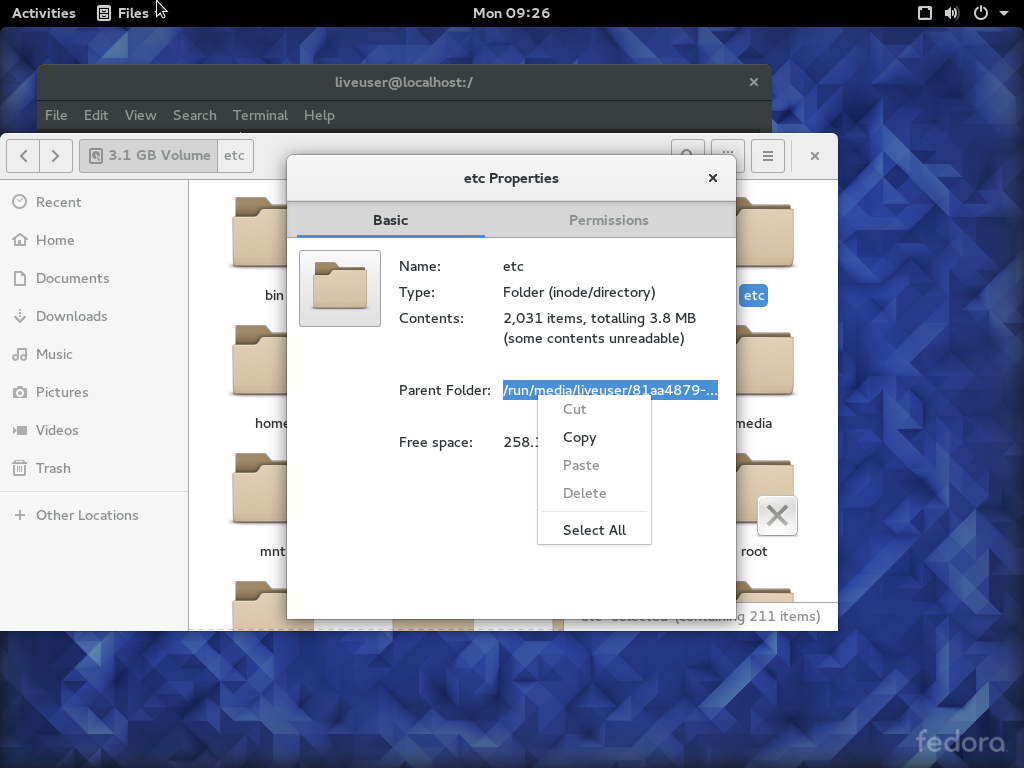 Activities Files Mon 09:26
liveuser@localhost:/
File Edit View Search Terminal Help
3.1 GB Volume etc
etc Properties
Basic Permissions
Recent
Home
Documents
Downloads
Music
Pictures
Videos
Trash
Other Locations
bin
etc
home
media
mnt
root
Name: etc
Type: Folder (inode/directory)
Contents: 2,031 items, totalling 3.8 MB
(some contents unreadable)
Parent Folder: /run/media/liveuser/81aa4879-...
Free space: 258.1
Cut
Copy
Paste
Delete
Select All
(containing 211 items)
fedora